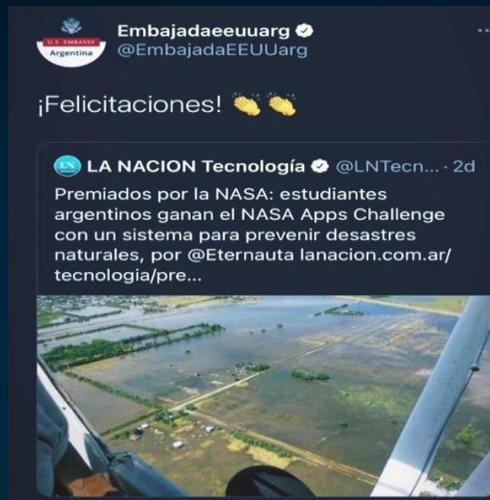 U.S. EMBASSY
Argentina
Embajadaeeuuarg
@EmbajadaEEUUarg
¡Felicitaciones! 👏👏
LN
LA NACION Tecnología @LNTecn... · 2d
Premiados por la NASA: estudiantes
argentinos ganan el NASA Apps Challenge
con un sistema para prevenir desastres
naturales, por @Eternauta lanacion.com.ar/
tecnologia/pre...